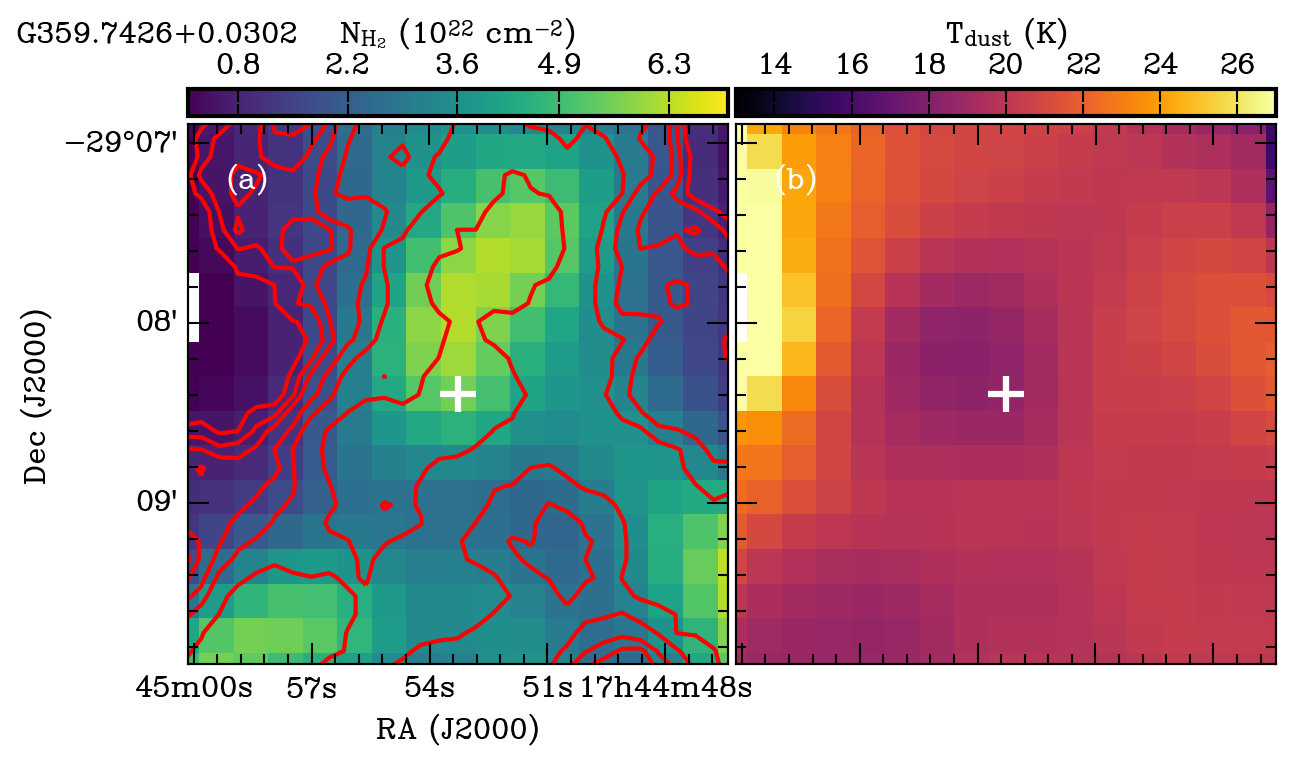 G359.7426+0.0302 N_H₂ (10²² cm⁻²) T_dust (K)
0.8 2.2 3.6 4.9 6.3 14 16 18 20 22 24 26
−29°07'
(a) (b)
08'
Dec (J2000)
09'
45m00s 57s 54s 51s 17h44m48s
RA (J2000)